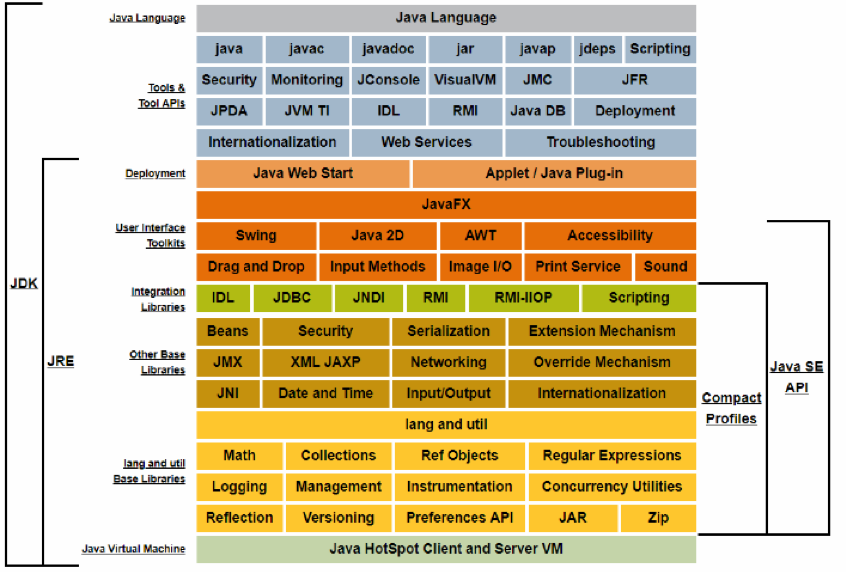 Java Language Java Language
java javac javadoc jar javap jdeps Scripting
Security Monitoring JConsole VisualVM JMC JFR
Tools &
Tool APIs
JPDA JVM TI IDL RMI Java DB Deployment
Internationalization Web Services Troubleshooting
Deployment Java Web Start Applet / Java Plug-in
JavaFX
User Interface
Toolkits
Swing Java 2D AWT Accessibility
Drag and Drop Input Methods Image I/O Print Service Sound
JDK
Integration
Libraries
IDL JDBC JNDI RMI RMI-IIOP Scripting
Beans Security Serialization Extension Mechanism
Other Base
Libraries
JRE
JMX XML JAXP Networking Override Mechanism
Java SE
API
JNI Date and Time Input/Output Internationalization
Compact
Profiles
lang and util
Math Collections Ref Objects Regular Expressions
lang and util
Base Libraries
Logging Management Instrumentation Concurrency Utilities
Reflection Versioning Preferences API JAR Zip
Java Virtual Machine Java HotSpot Client and Server VM